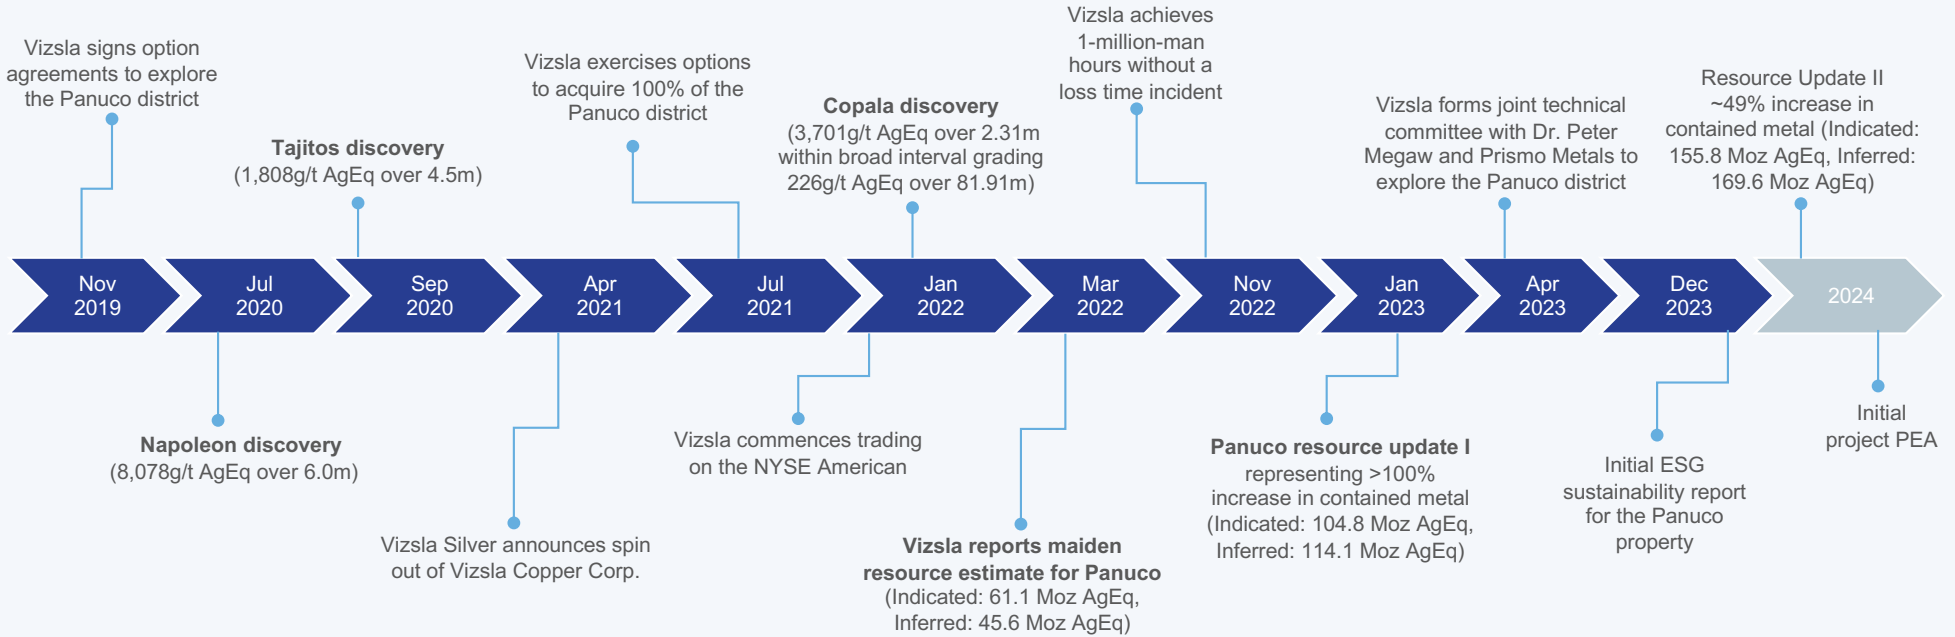 Vizsla signs option
agreements to explore
the Panuco district
Tajitos discovery
(1,808g/t AgEq over 4.5m)
Vizsla exercises options
to acquire 100% of the
Panuco district
Copala discovery
(3,701g/t AgEq over 2.31m
within broad interval grading
226g/t AgEq over 81.91m)
Vizsla achieves
1-million-man
hours without a
loss time incident
Vizsla forms joint technical
committee with Dr. Peter
Megaw and Prismo Metals to
explore the Panuco district
Resource Update II
~49% increase in
contained metal (Indicated:
155.8 Moz AgEq, Inferred:
169.6 Moz AgEq)
Nov
2019
Jul
2020
Sep
2020
Apr
2021
Jul
2021
Jan
2022
Mar
2022
Nov
2022
Jan
2023
Apr
2023
Dec
2023
2024
Napoleon discovery
(8,078g/t AgEq over 6.0m)
Vizsla Silver announces spin
out of Vizsla Copper Corp.
Vizsla commences trading
on the NYSE American
Vizsla reports maiden
resource estimate for Panuco
(Indicated: 61.1 Moz AgEq,
Inferred: 45.6 Moz AgEq)
Panuco resource update I
representing >100%
increase in contained metal
(Indicated: 104.8 Moz AgEq,
Inferred: 114.1 Moz AgEq)
Initial ESG
sustainability report
for the Panuco
property
Initial
project PEA